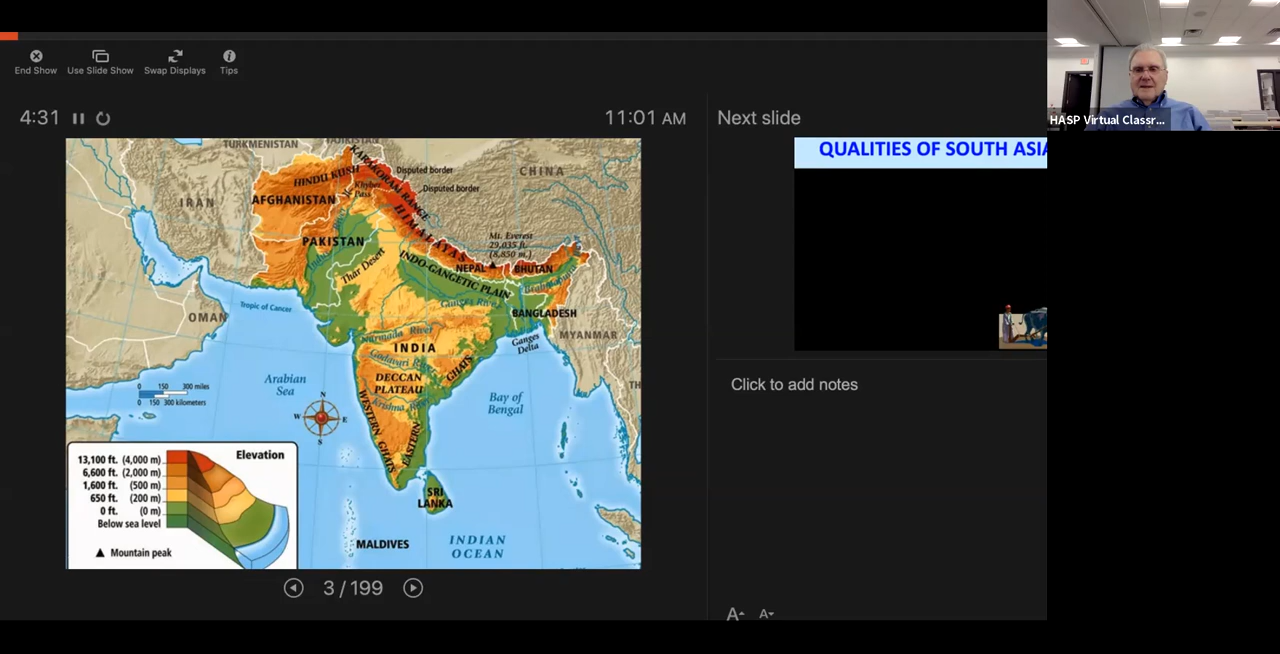 End Show
Use Slide Show
Swap Displays
Tips
4:31
11:01 AM
Next slide
HASP Virtual Classr...
QUALITIES OF SOUTH ASIA
TURKMENISTAN
TAJIKISTAN
KARAKORAM RANGE
HINDU KUSH
Disputed border
CHINA
Khyber
Pass
Disputed border
IRAN
AFGHANISTAN
HIMALAYAS
PAKISTAN
Mt. Everest
29,035 ft.
(8,850 m.)
Thar Desert
INDO-GANGETIC PLAIN
NEPAL
BHUTAN
Brahmaputra
Tropic of Cancer
Ganges River
OMAN
BANGLADESH
MYANMAR
Narmada River
Ganges
Delta
INDIA
Godavari River
GHATS
Arabian
Sea
DECCAN
PLATEAU
TH
0 150 300 miles
0 150 300 kilometers
Krishna River
Bay of
Bengal
N
W E
S
WESTERN GHATS
EASTERN
Elevation
13,100 ft. (4,000 m)
6,600 ft. (2,000 m)
1,600 ft. (500 m)
650 ft. (200 m)
0 ft. (0 m)
Below sea level
Mountain peak
SRI
LANKA
MALDIVES
INDIAN
OCEAN
Click to add notes
3 / 199
A
A